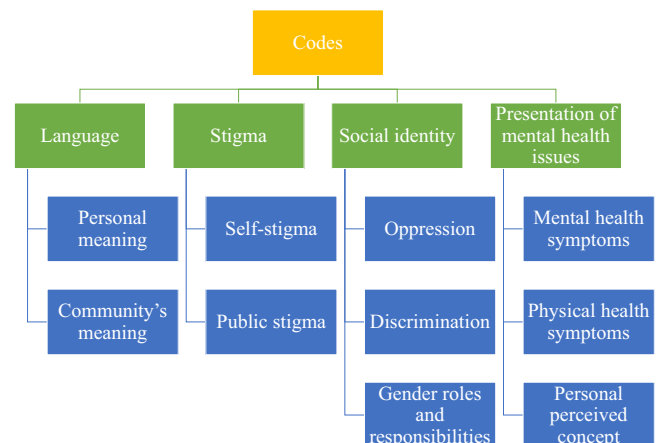 Codes
Language
Stigma
Social identity
Presentation of
mental health
issues
Personal
meaning
Self-stigma
Oppression
Mental health
symptoms
Community's
meaning
Public stigma
Discrimination
Physical health
symptoms
Gender roles
and
responsibilities
Personal
perceived
concept